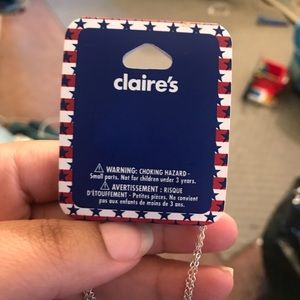 claire's
⚠ WARNING: CHOKING HAZARD -
Small parts. Not for children under 3 years.
⚠ AVERTISSEMENT : RISQUE
D'ÉTOUFFEMENT - Petites pièces. Ne convient
pas aux enfants de moins de 3 ans.